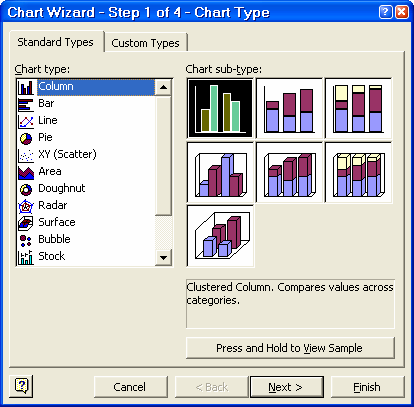 Chart Wizard - Step 1 of 4 - Chart Type
Standard Types
Custom Types
Chart type:
Column
Bar
Line
Pie
XY (Scatter)
Area
Doughnut
Radar
Surface
Bubble
Stock
Chart sub-type:
Clustered Column. Compares values across
categories.
Press and Hold to View Sample
Cancel
< Back
Next >
Finish